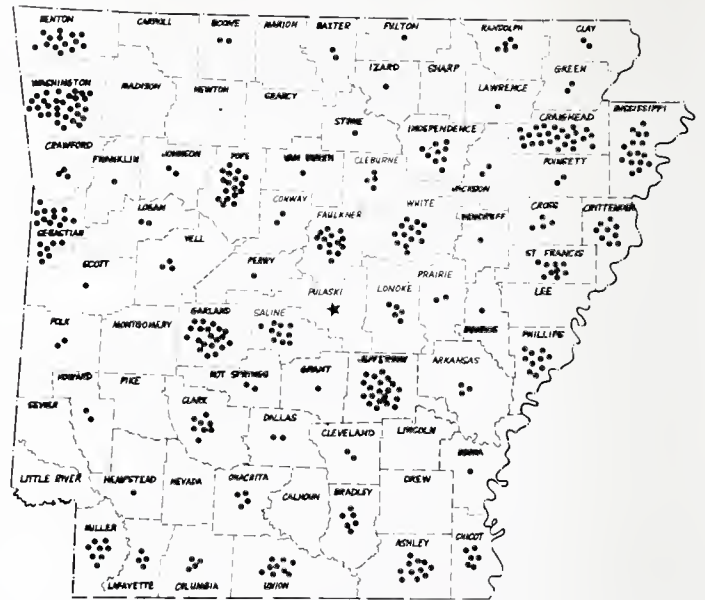 BENTON CARROLL BOONE MARION BAXTER FULTON RANDOLPH CLAY
IZARD SHARP GREEN
WASHINGTON MADISON NEWTON SEARCY LAWRENCE
STONE INDEPENDENCE CRAIGHEAD MISSISSIPPI
CRAWFORD FRANKLIN JOHNSON POPE VAN BUREN CLEBURNE POINSETT
JACKSON
LOGAN CONWAY WHITE WOODRUFF CROSS CRITTENDEN
SEBASTIAN YELL FAULKNER
SCOTT PERRY PRAIRIE ST FRANCIS
PULASKI LONOKE LEE
POLK MONTGOMERY GARLAND SALINE PHILLIPS
HOWARD PIKE HOT SPRINGS GRANT JEFFERSON ARKANSAS
SEVIER CLARK DALLAS
CLEVELAND LINCOLN
LITTLE RIVER HEMPSTEAD NEVADA OUACHITA CALHOUN BRADLEY DREW
MILLER ASHLEY CHICOT
LAFAYETTE COLUMBIA UNION